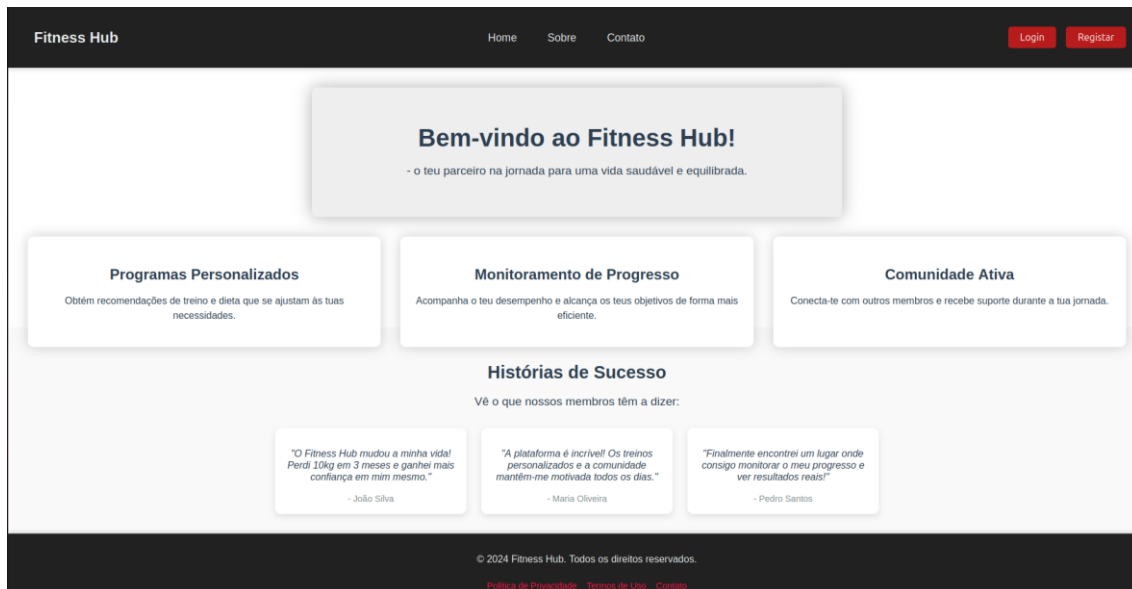 Fitness Hub
Home Sobre Contato
Login Registar
Bem-vindo ao Fitness Hub!
- o teu parceiro na jornada para uma vida saudável e equilibrada.
Programas Personalizados
Obtém recomendações de treino e dieta que se ajustam às tuas
necessidades.
Monitoramento de Progresso
Acompanha o teu desempenho e alcança os teus objetivos de forma mais
eficiente.
Comunidade Ativa
Conecta-te com outros membros e recebe suporte durante a tua jornada.
Histórias de Sucesso
Vê o que nossos membros têm a dizer:
"O Fitness Hub mudou a minha vida!
Perdi 10kg em 3 meses e ganhei mais
confiança em mim mesmo."
- João Silva
"A plataforma é incrível! Os treinos
personalizados e a comunidade
mantêm-me motivada todos os dias."
- Maria Oliveira
"Finalmente encontrei um lugar onde
consigo monitorar o meu progresso e
ver resultados reais!"
- Pedro Santos
© 2024 Fitness Hub. Todos os direitos reservados.
Política de Privacidade Termos de Uso Contato